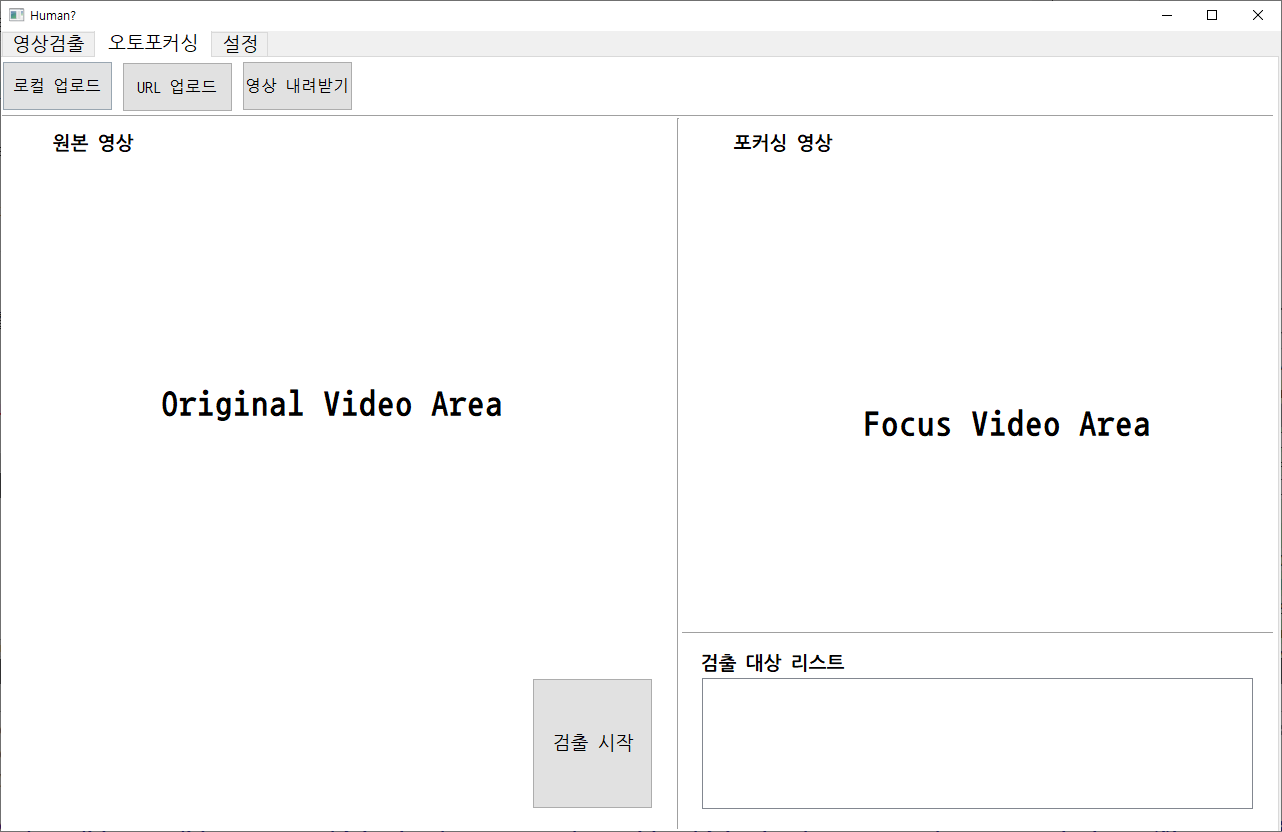 Human?
영상검출 오토포커싱 설정
로컬 업로드 URL 업로드 영상 내려받기
원본 영상
Original Video Area
포커싱 영상
Focus Video Area
검출 대상 리스트
검출 시작